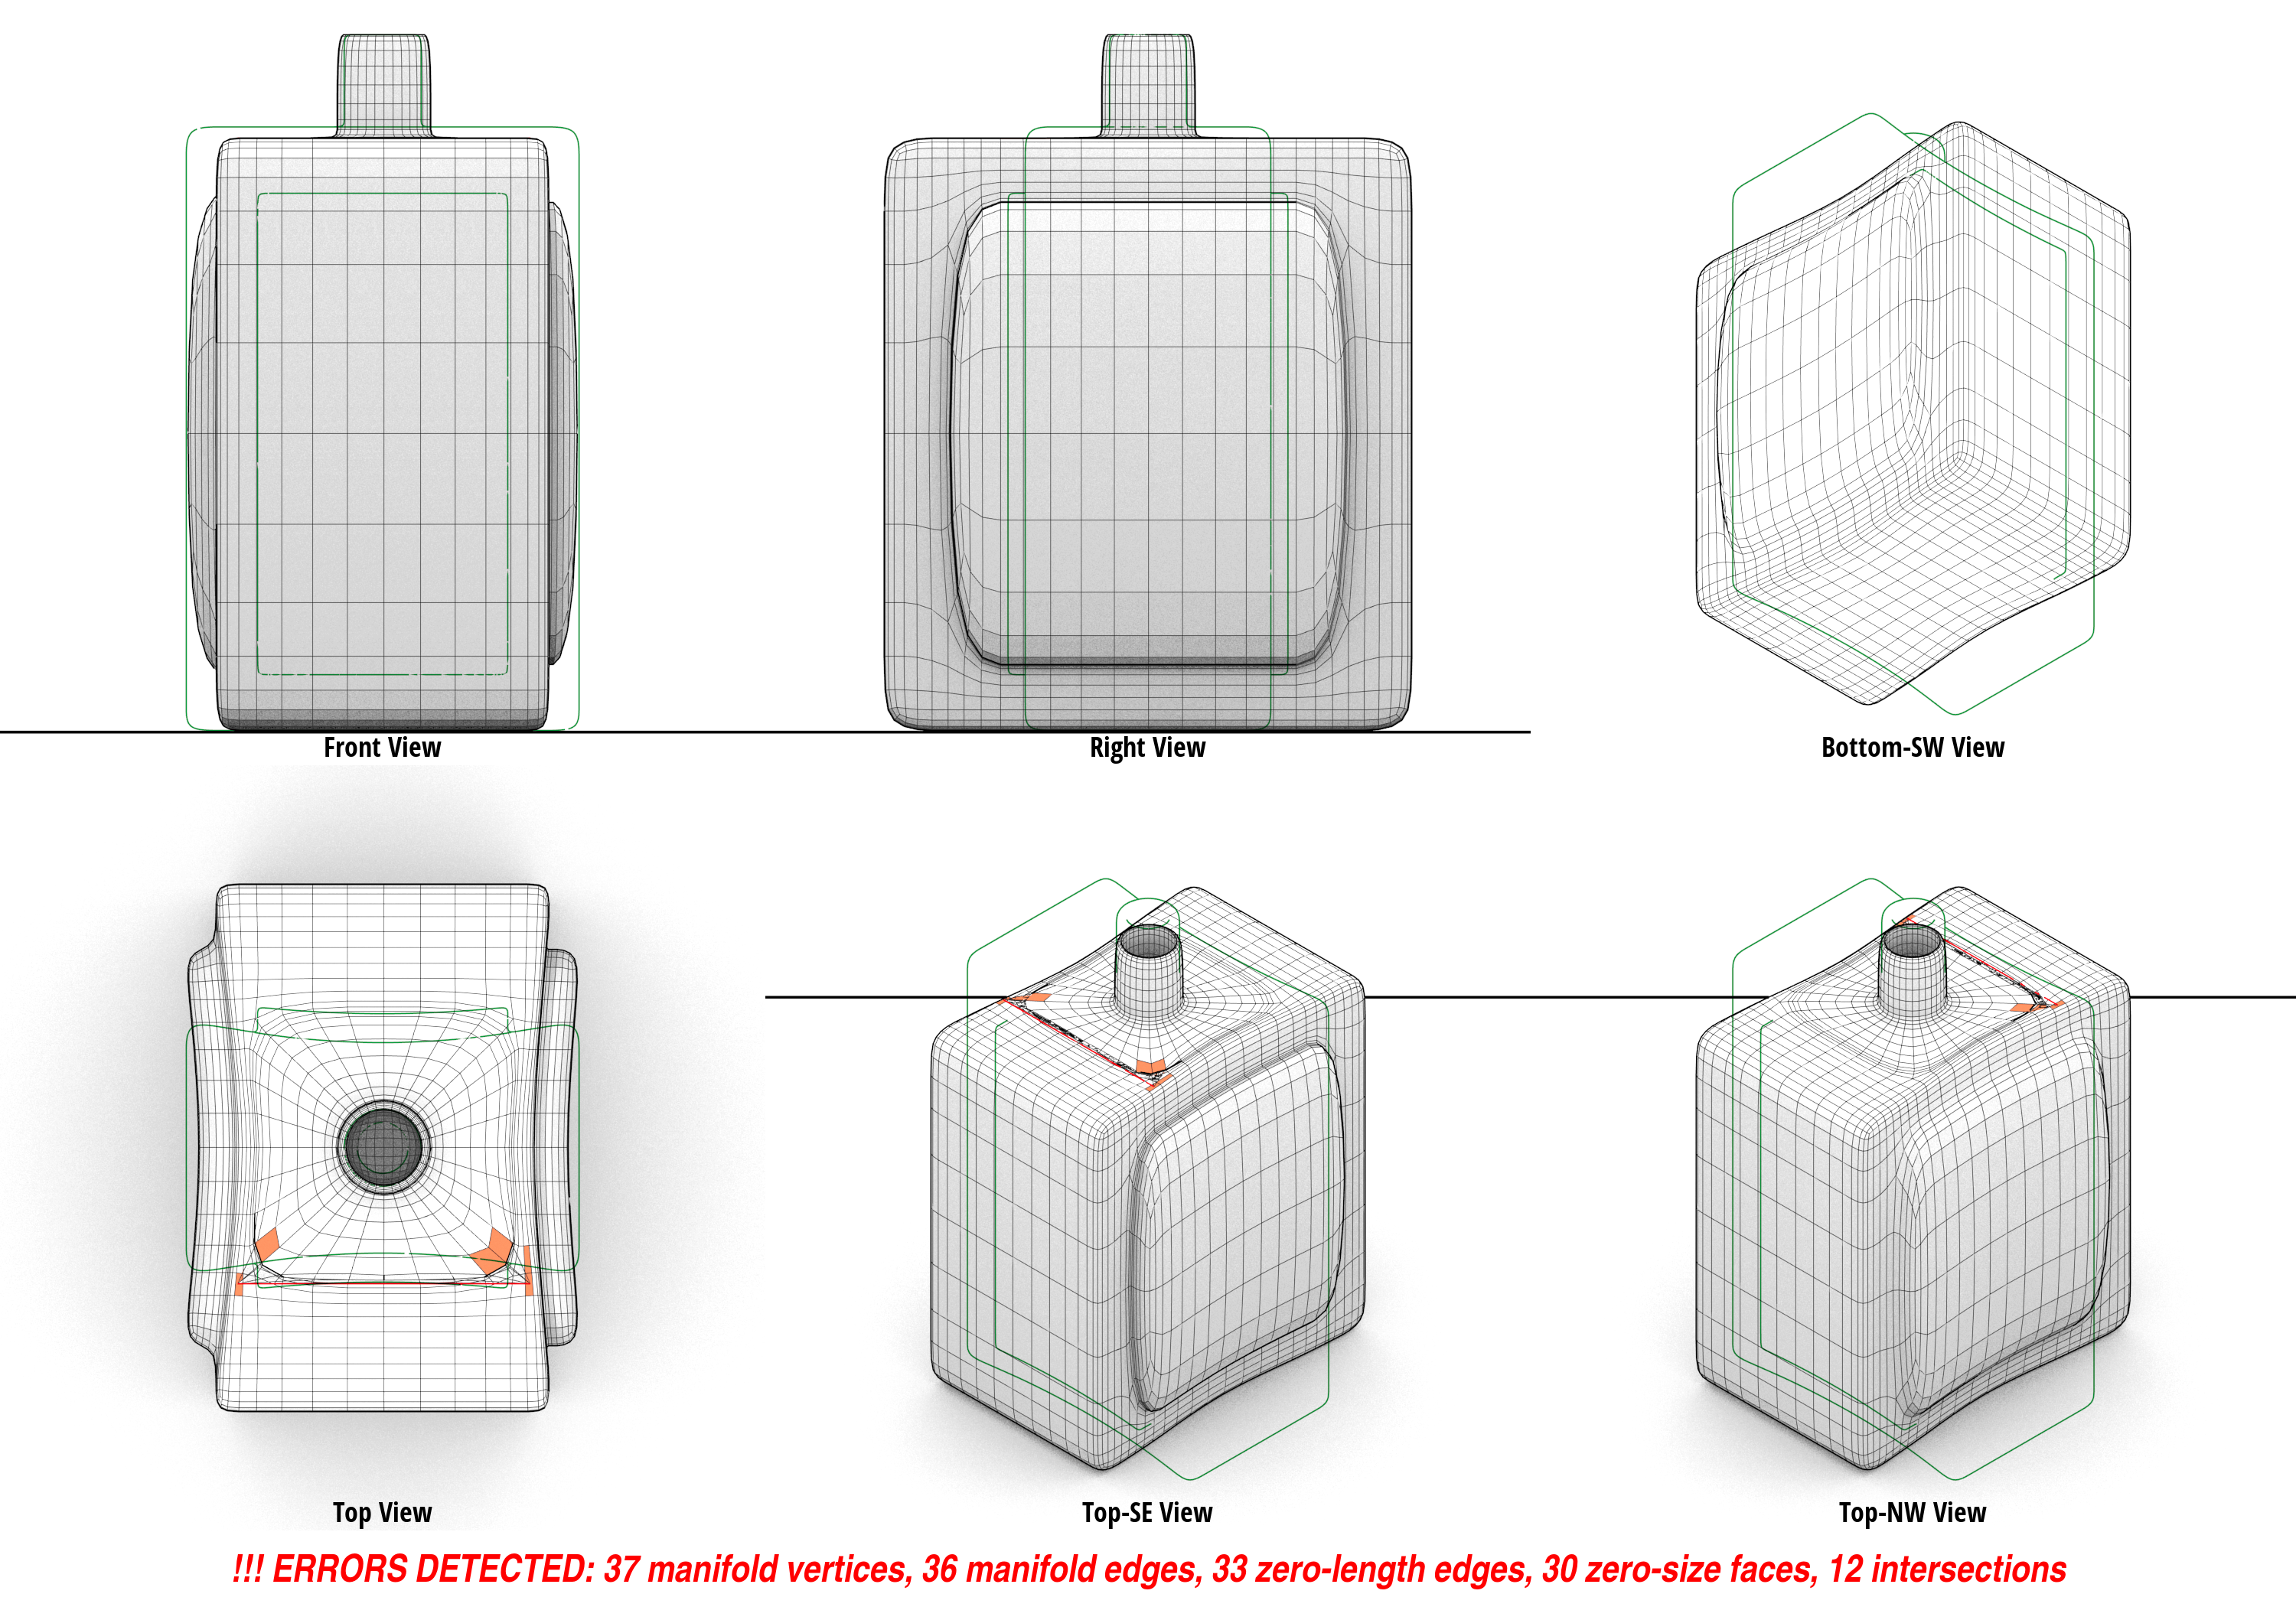 Front View
Right View
Bottom-SW View
Top View
Top-SE View
Top-NW View
!!! ERRORS DETECTED: 37 manifold vertices, 36 manifold edges, 33 zero-length edges, 30 zero-size faces, 12 intersections